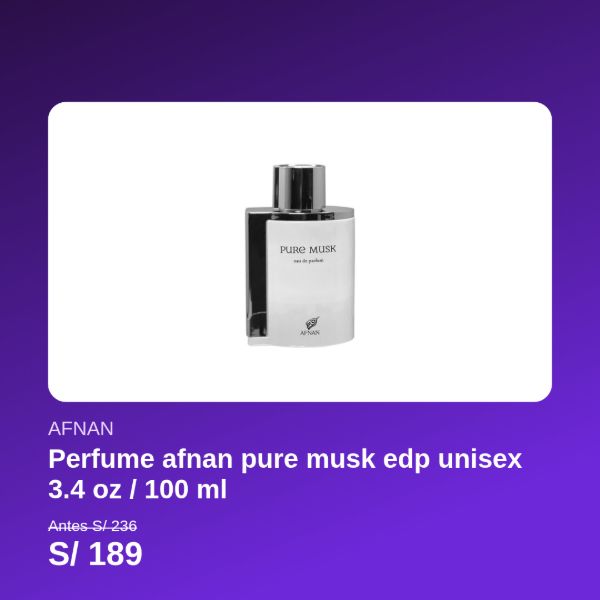 PURE MUSK
eau de parfum
AFNAN
AFNAN
Perfume afnan pure musk edp unisex
3.4 oz / 100 ml
Antes S/ 236
S/ 189